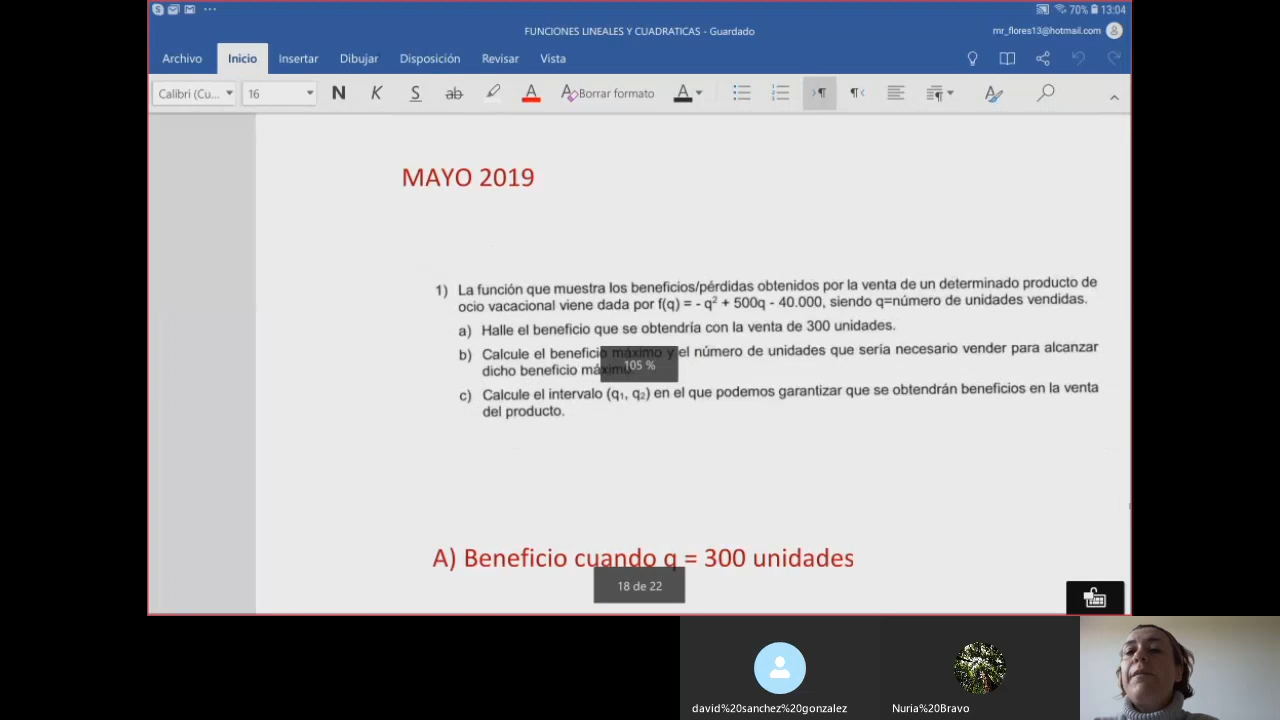 70% 13:04
FUNCIONES LINEALES Y CUADRATICAS - Guardado
mr_flores13@hotmail.com
Archivo Inicio Insertar Dibujar Disposición Revisar Vista
Calibri (Cu... 16 N K S ab A Borrar formato A
MAYO 2019
1) La función que muestra los beneficios/pérdidas obtenidos por la venta de un determinado producto de
ocio vacacional viene dada por f(q) = - q² + 500q - 40.000, siendo q=número de unidades vendidas.
a) Halle el beneficio que se obtendría con la venta de 300 unidades.
b) Calcule el beneficio máximo y el número de unidades que sería necesario vender para alcanzar
dicho beneficio máximo
105 %
c) Calcule el intervalo (q₁, q₂) en el que podemos garantizar que se obtendrán beneficios en la venta
del producto.
A) Beneficio cuando q = 300 unidades
18 de 22
david%20sanchez%20gonzalez
Nuria%20Bravo